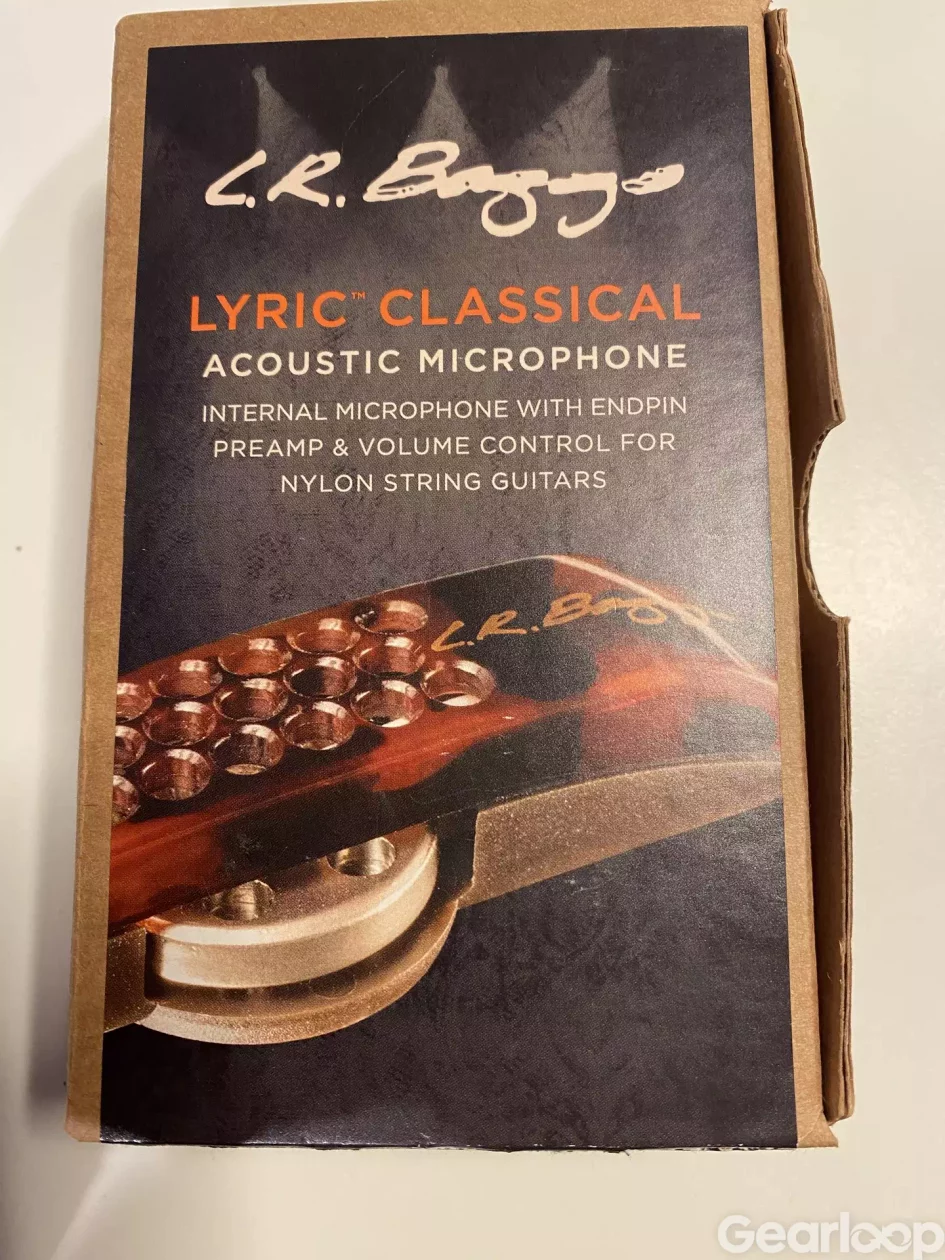 L.R. Baggs
LYRIC™ CLASSICAL
ACOUSTIC MICROPHONE
INTERNAL MICROPHONE WITH ENDPIN
PREAMP & VOLUME CONTROL FOR
NYLON STRING GUITARS
L.R. Baggs
Gearloop